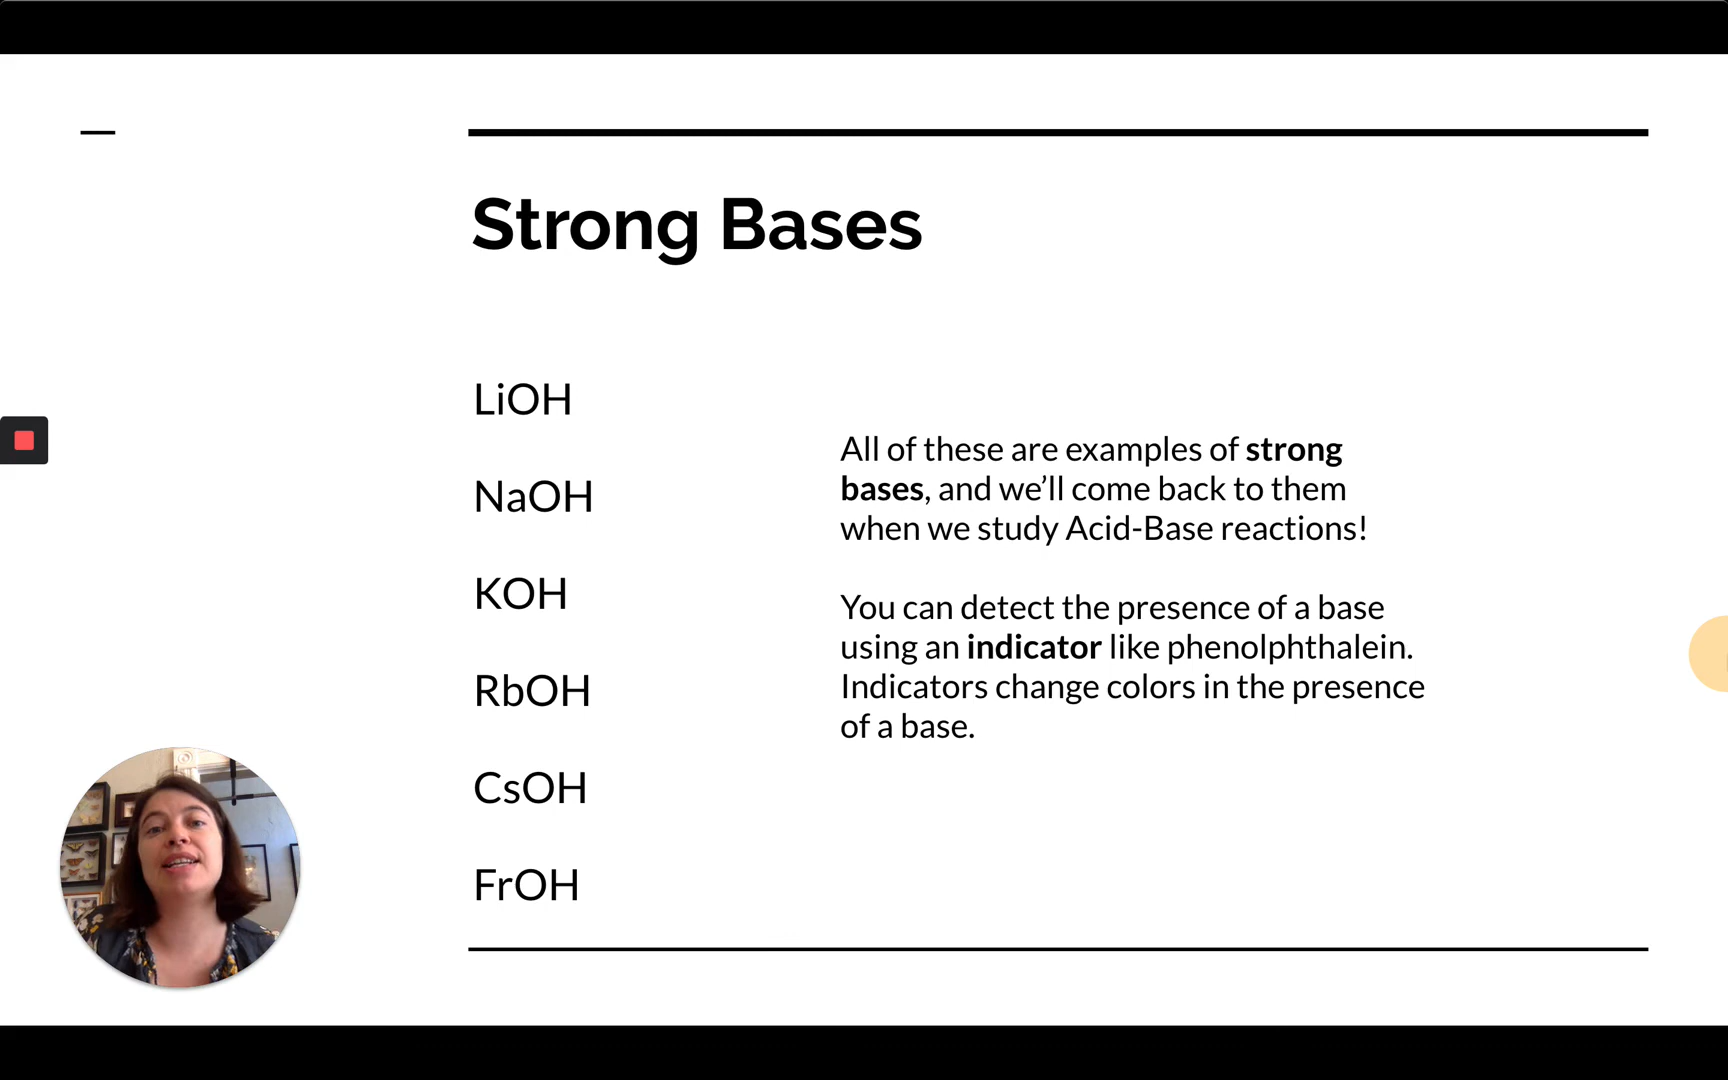 Strong Bases
LiOH
NaOH
KOH
RbOH
CsOH
FrOH
All of these are examples of strong
bases, and we’ll come back to them
when we study Acid-Base reactions!
You can detect the presence of a base
using an indicator like phenolphthalein.
Indicators change colors in the presence
of a base.